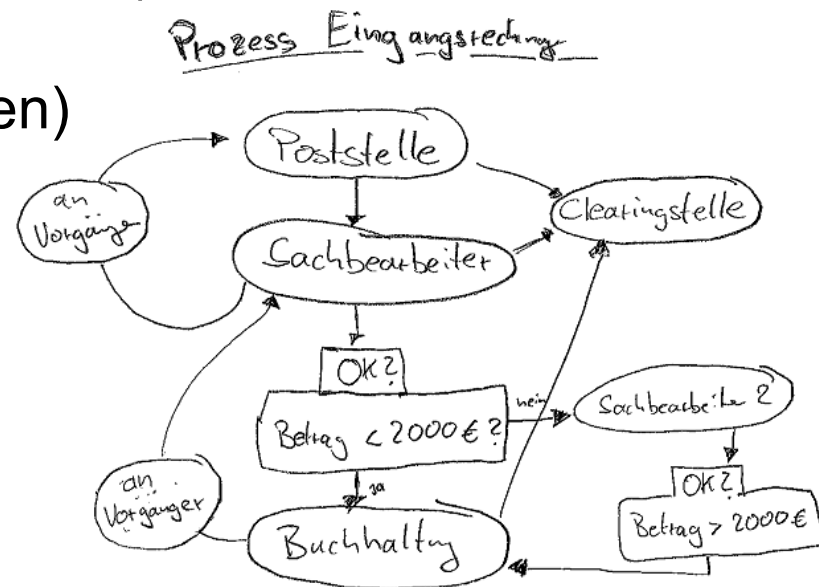 Prozess Eingangsrechnung
en)
Poststelle
an
Vorgänger
Clearingstelle
Sachbearbeiter
OK?
Betrag < 2000 € ?
nein
Sachbearbeiter 2
ja
OK?
Betrag > 2000 €
an
Vorgänger
Buchhaltung